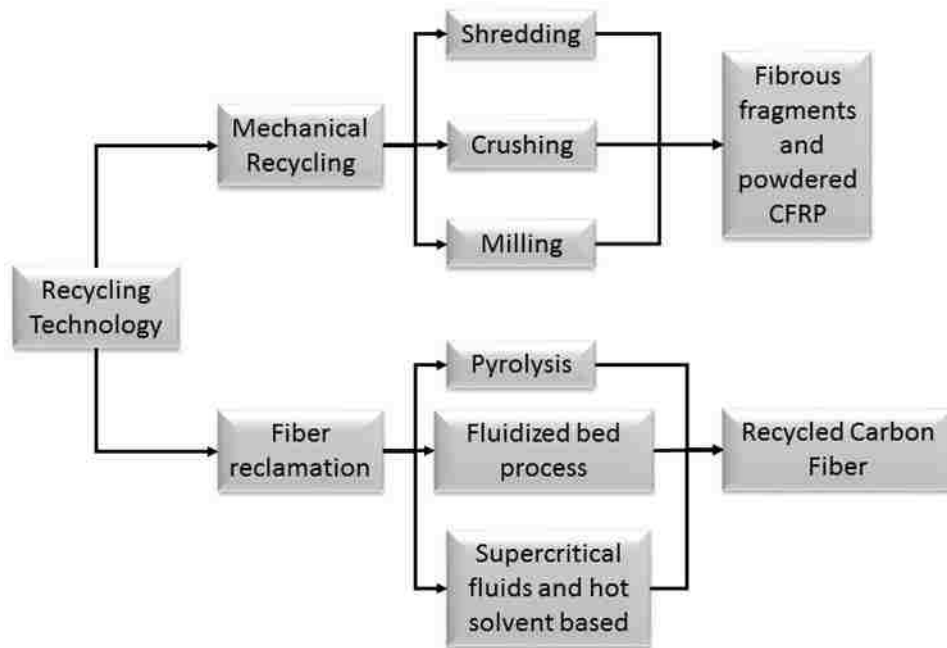 Shredding
Mechanical
Recycling
Crushing
Milling
Fibrous
fragments
and
powdered
CFRP
Recycling
Technology
Pyrolysis
Fiber
reclamation
Fluidized bed
process
Recycled Carbon
Fiber
Supercritical
fluids and hot
solvent based